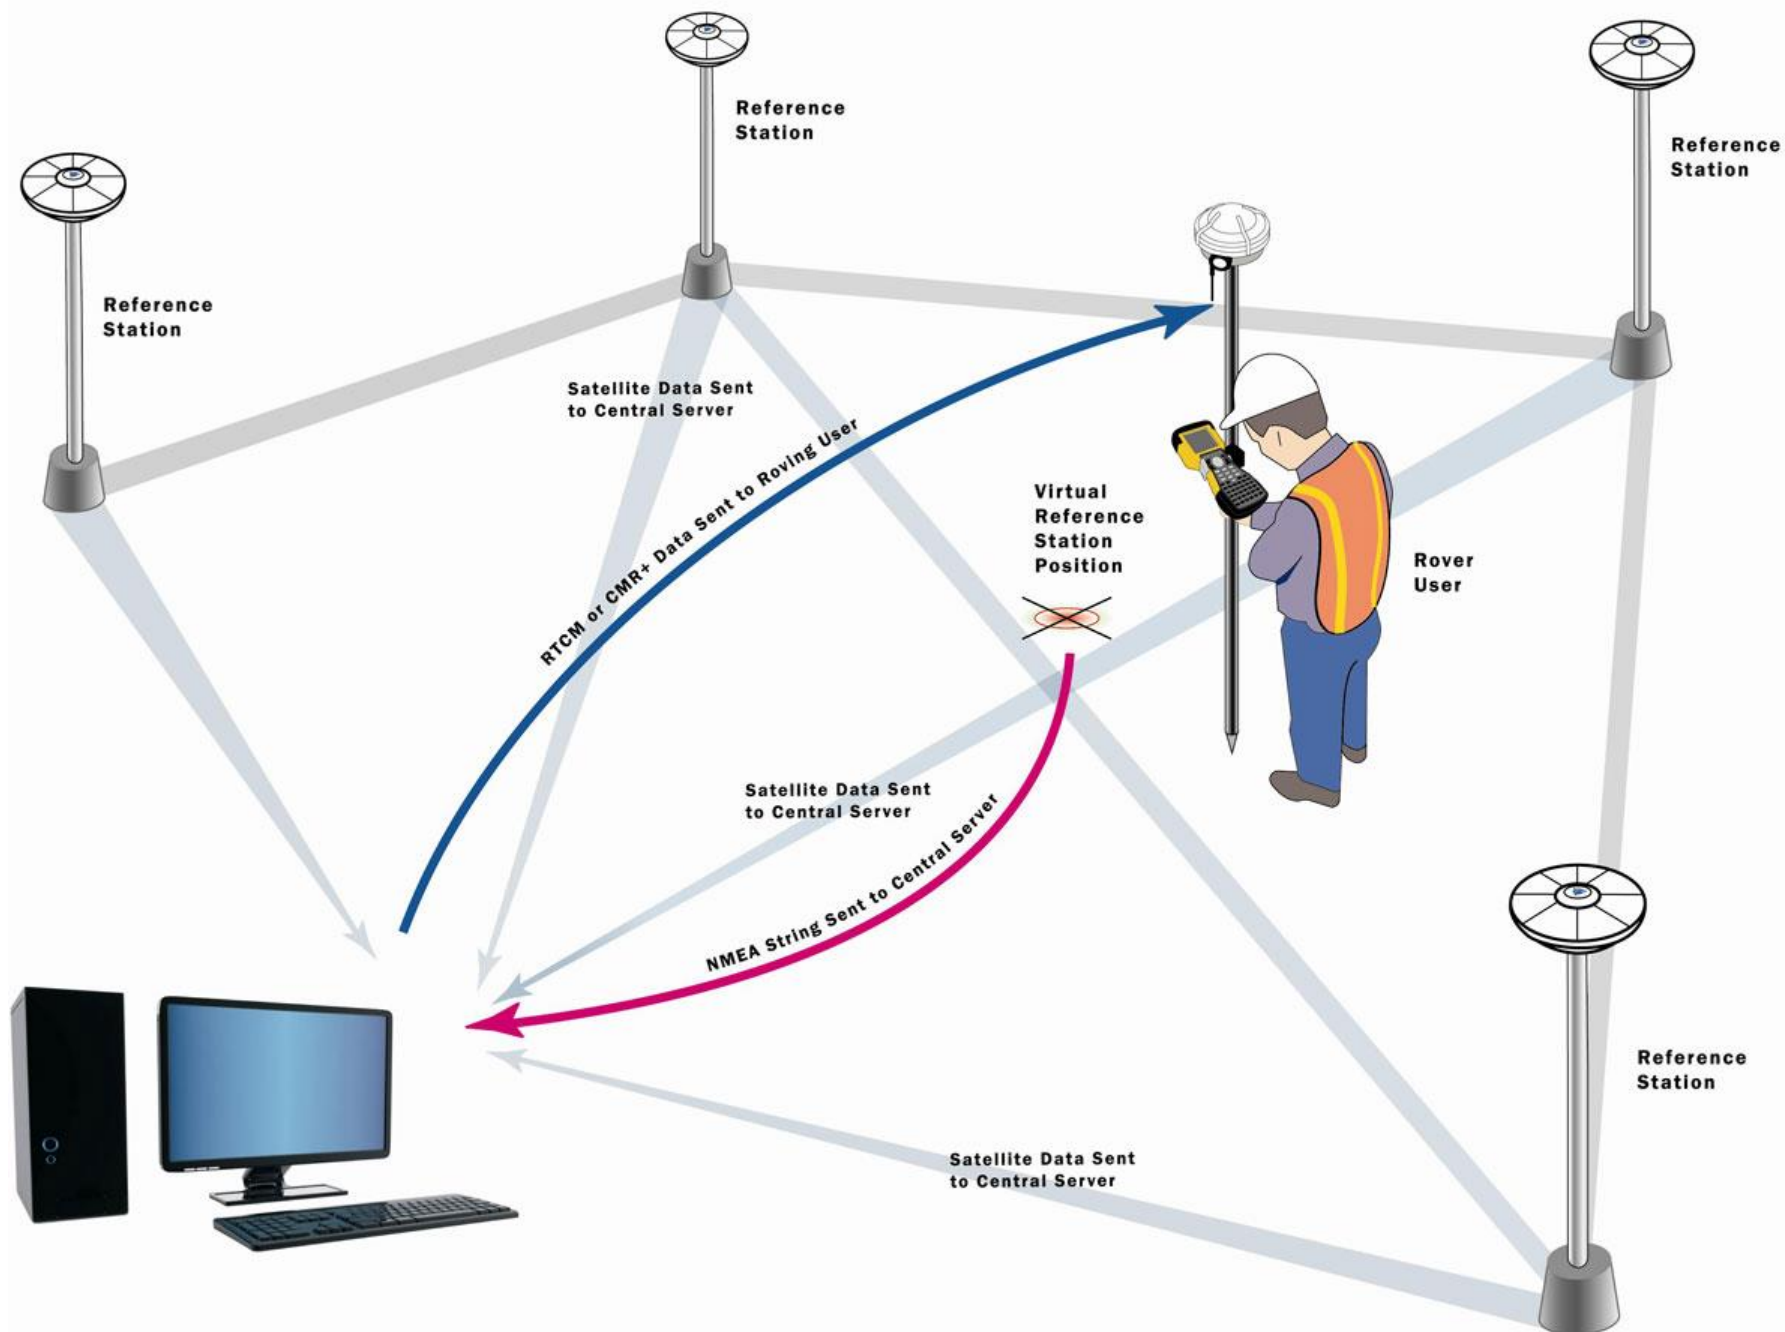 Reference
Station
Reference
Station
Reference
Station
Satellite Data Sent
to Central Server
RTCM or CMR+ Data Sent to Roving User
Virtual
Reference
Station
Position
Rover
User
Satellite Data Sent
to Central Server
NMEA String Sent to Central Server
Reference
Station
Satellite Data Sent
to Central Server